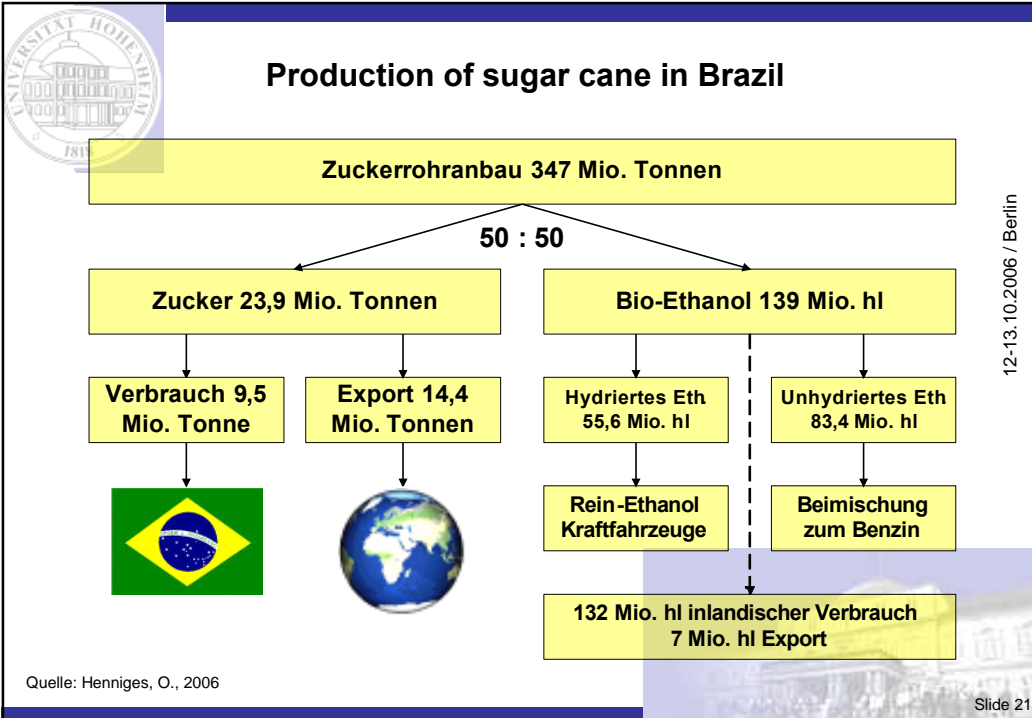 UNIVERSITÄT HOHENHEIM
1818
Production of sugar cane in Brazil
Zuckerrohranbau 347 Mio. Tonnen
50 : 50
Zucker 23,9 Mio. Tonnen
Bio-Ethanol 139 Mio. hl
Verbrauch 9,5
Mio. Tonne
Export 14,4
Mio. Tonnen
Hydriertes Eth
55,6 Mio. hl
Unhydriertes Eth
83,4 Mio. hl
Rein-Ethanol
Kraftfahrzeuge
Beimischung
zum Benzin
132 Mio. hl inlandischer Verbrauch
7 Mio. hl Export
12-13.10.2006 / Berlin
Quelle: Henniges, O., 2006
Slide 21